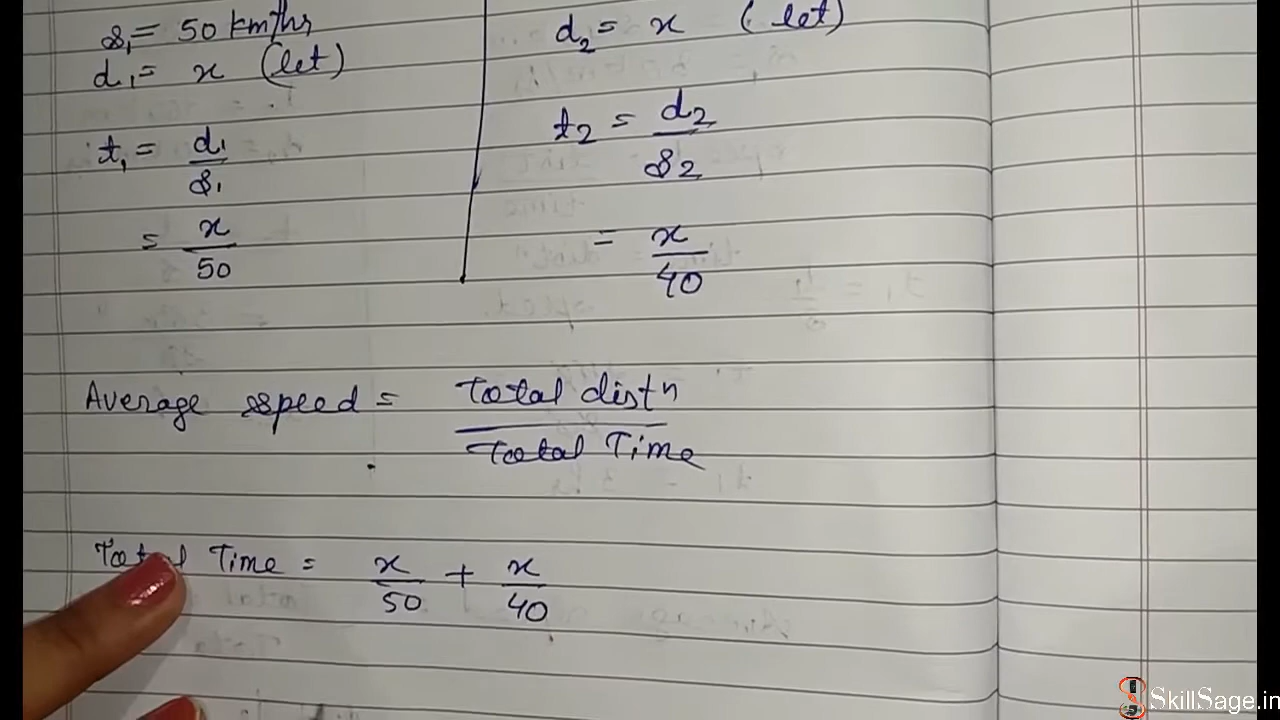 s₁ = 50 km/hr
d₁ = x (let)
t₁ = d₁/s₁
= x/50
d₂ = x (let)
t₂ = d₂/s₂
= x/40
Average speed = Total distⁿ/Total Time
Total Time = x/50 + x/40
SkillSage.in